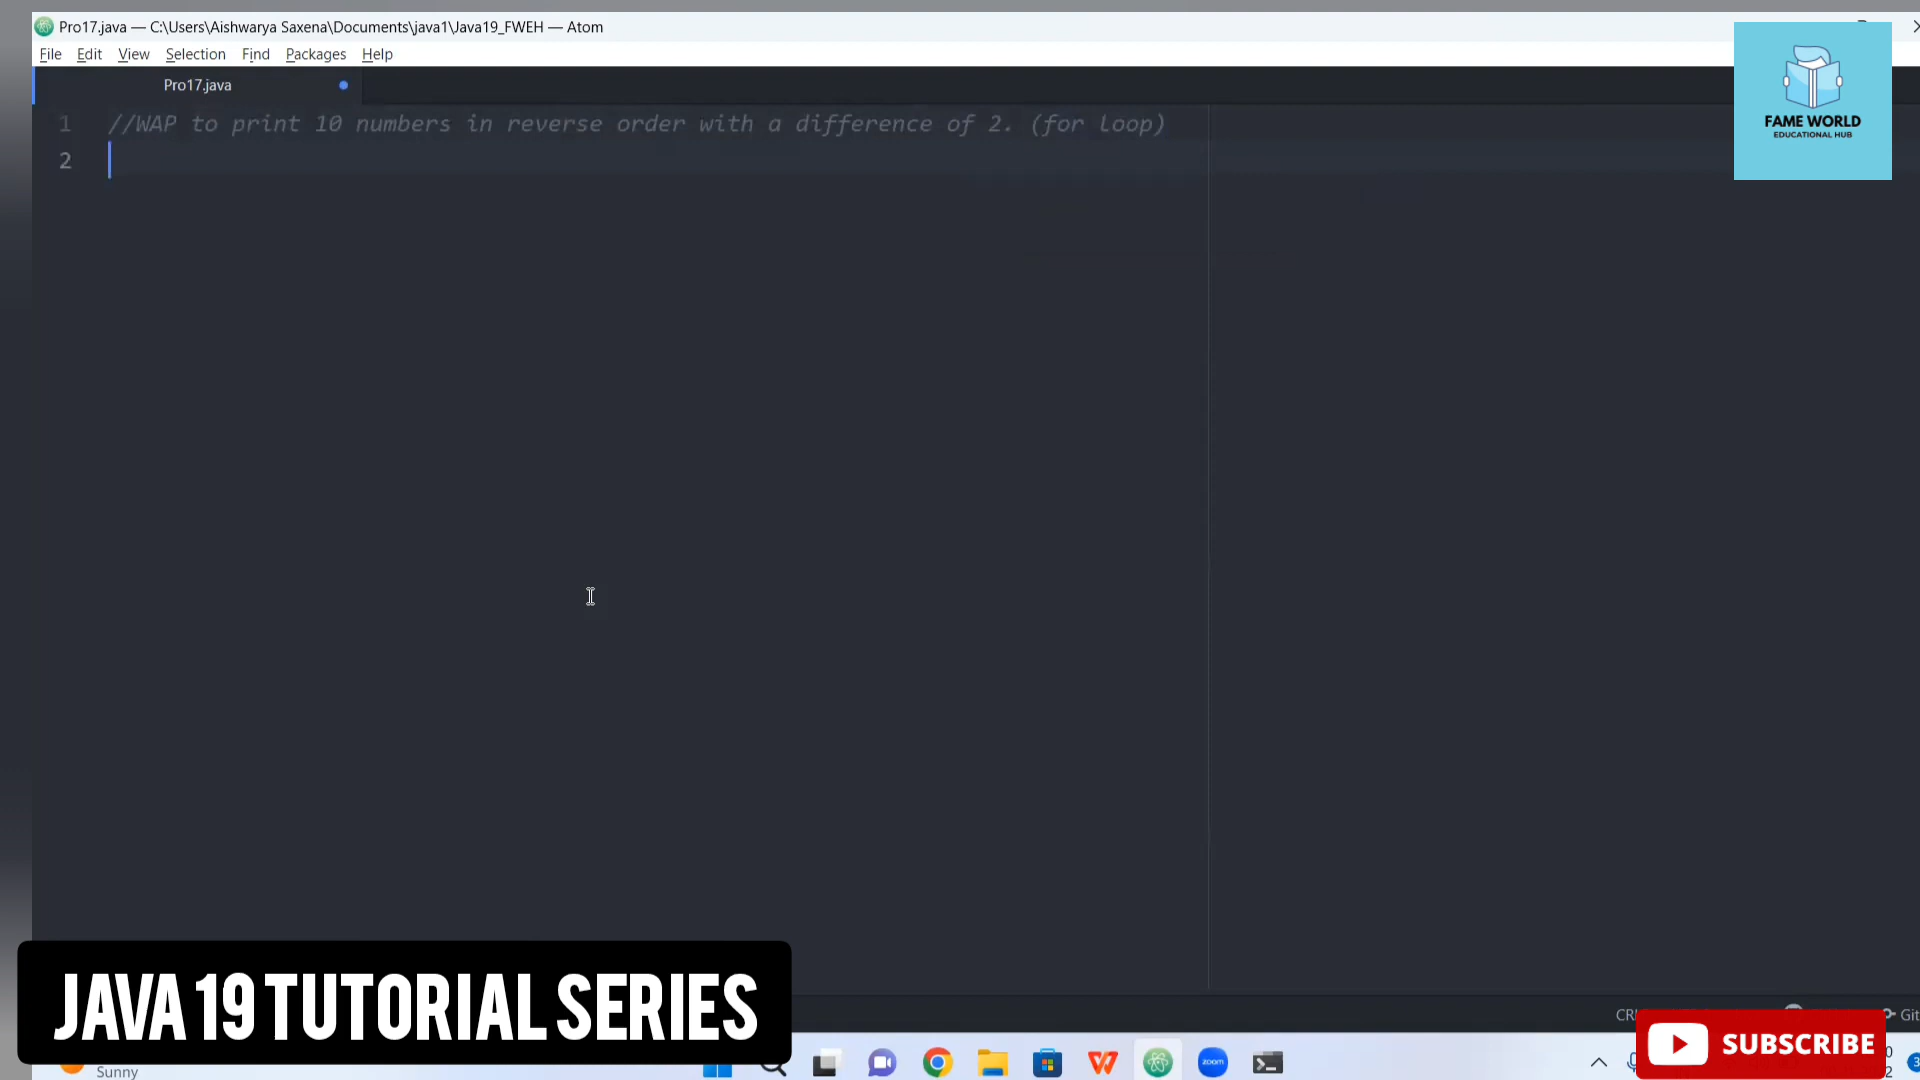 Pro17.java — C:\Users\Aishwarya Saxena\Documents\java1\Java19_FWEH — Atom
File Edit View Selection Find Packages Help
Pro17.java
1 //WAP to print 10 numbers in reverse order with a difference of 2. (for loop)
2
FAME WORLD
EDUCATIONAL HUB
JAVA 19 TUTORIAL SERIES
Git
SUBSCRIBE
zoom
Sunny